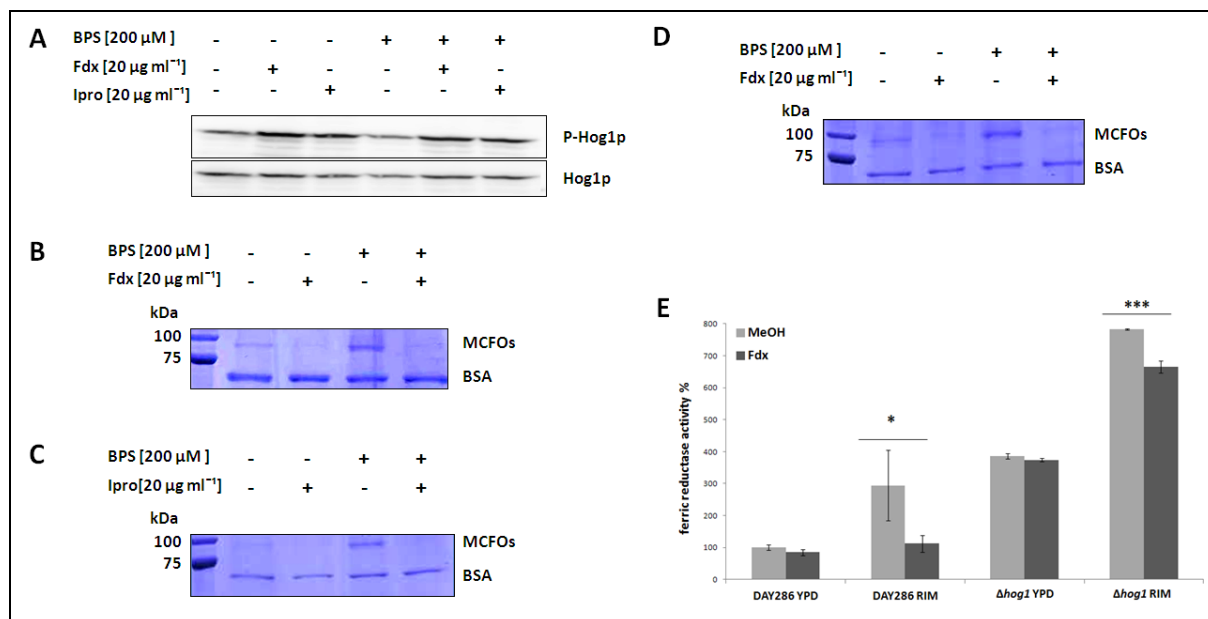 A
BPS [200 µM ] - - - + + +
Fdx [20 µg ml⁻¹] - + - - + -
Ipro [20 µg ml⁻¹] - - + - - +
P-Hog1p
Hog1p
B
BPS [200 µM ] - - + +
Fdx [20 µg ml⁻¹] - + - +
kDa
100
75
MCFOs
BSA
C
BPS [200 µM ] - - + +
Ipro[20 µg ml⁻¹] - + - +
kDa
100
75
MCFOs
BSA
D
BPS [200 µM ] - - + +
Fdx [20 µg ml⁻¹] - + - +
kDa
100
75
MCFOs
BSA
E
MeOH
Fdx
ferric reductase activity %
800
700
600
500
400
300
200
100
0
*
***
DAY286 YPD
DAY286 RIM
Δhog1 YPD
Δhog1 RIM